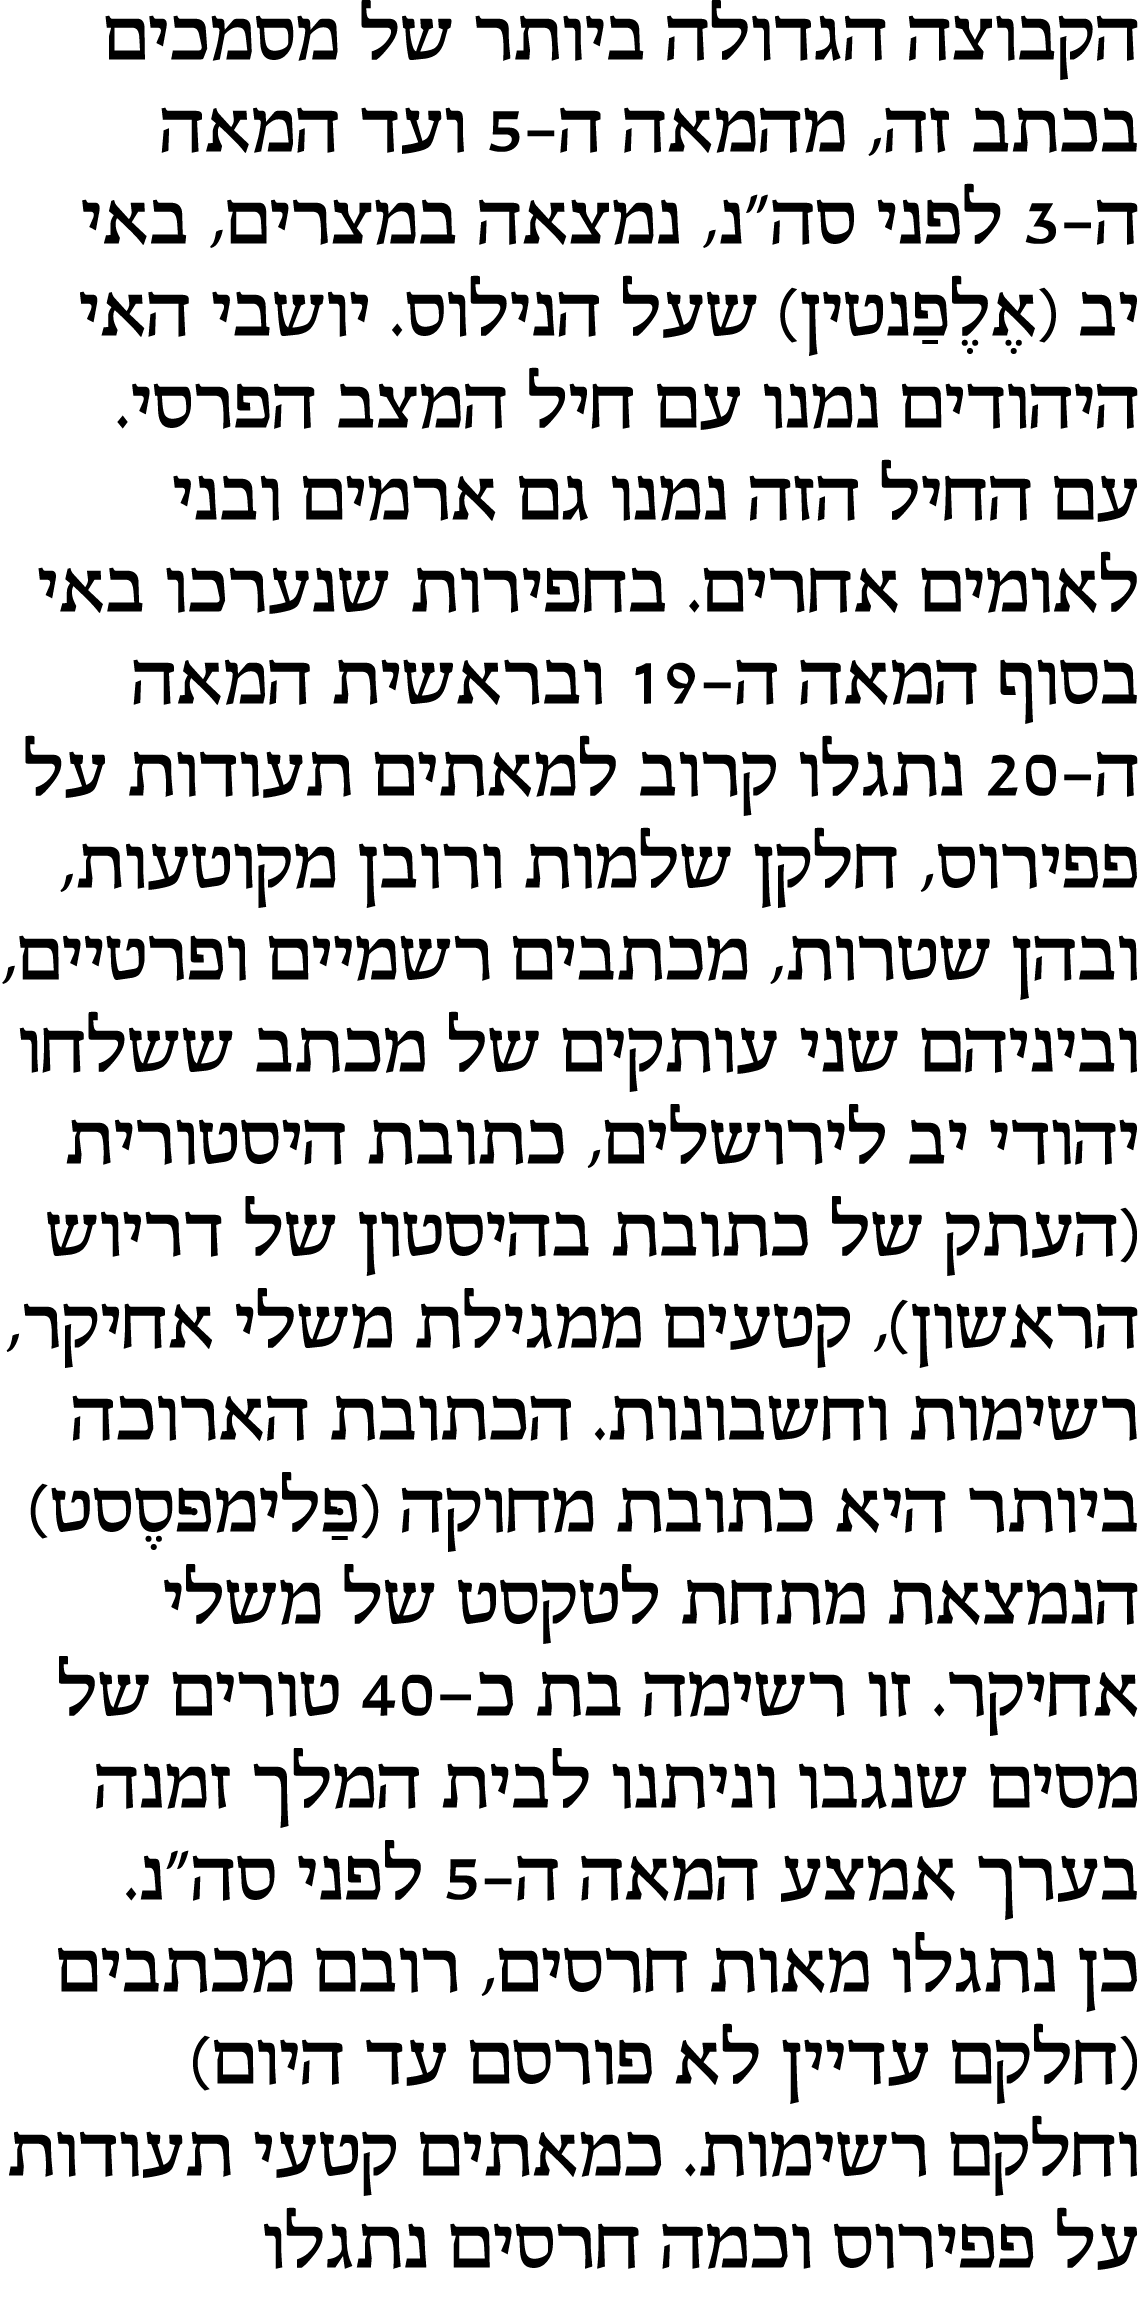 הקבוצה הגדולה ביותר של מסמכים
בכתב זה, מהמאה ה-5 ועד המאה
ה-3 לפני סה"נ, נמצאה במצרים, באי
יב (אֶלֶפַנטין) שעל הנילוס. יושבי האי
היהודים נמנו עם חיל המצב הפרסי.
עם החיל הזה נמנו גם ארמים ובני
לאומים אחרים. בחפירות שנערכו באי
בסוף המאה ה-19 ובראשית המאה
ה-20 נתגלו קרוב למאתים תעודות על
פפירוס, חלקן שלמות ורובן מקוטעות,
ובהן שטרות, מכתבים רשמיים ופרטיים,
וביניהם שני עותקים של מכתב ששלחו
יהודי יב לירושלים, כתובת היסטורית
(העתק של כתובת בהיסטון של דריוש
הראשון), קטעים ממגילת משלי אחיקר,
רשימות וחשבונות. הכתובת הארוכה
ביותר היא כתובת מחוקה (פַּלימפסֶסט)
הנמצאת מתחת לטקסט של משלי
אחיקר. זו רשימה בת כ-40 טורים של
מסים שנגבו וניתנו לבית המלך זמנה
בערך אמצע המאה ה-5 לפני סה"נ.
כן נתגלו מאות חרסים, רובם מכתבים
(חלקם עדיין לא פורסם עד היום)
וחלקם רשימות. כמאתים קטעי תעודות
על פפירוס וכמה חרסים נתגלו